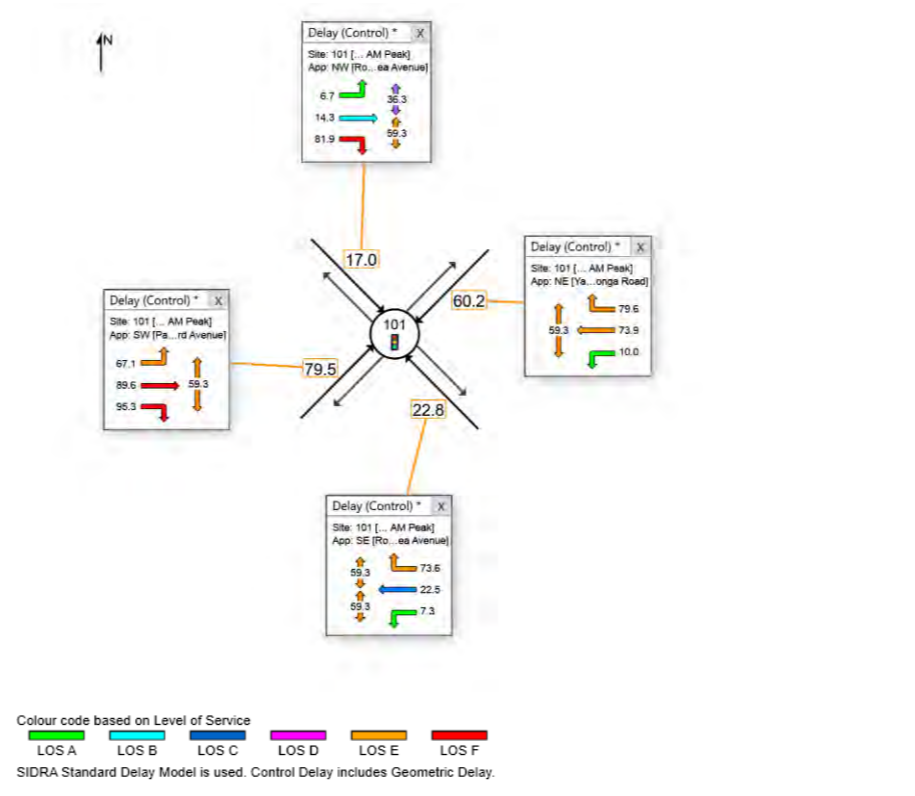 N
Delay (Control) * X
Site: 101 [... AM Peak]
App: NW [Ro...ea Avenue]
6.7
36.3
14.3
59.3
81.9
17.0
Delay (Control) * X
Site: 101 [... AM Peak]
App: NE [Ya...onga Road]
79.6
59.3 73.9
10.0
60.2
101
Delay (Control) * X
Site: 101 [... AM Peak]
App: SW [Pa...rd Avenue]
67.1
89.6 59.3
95.3
79.5
22.8
Delay (Control) * X
Site: 101 [... AM Peak]
App: SE [Ro...ea Avenue]
59.3 73.6
22.5
59.3 7.3
Colour code based on Level of Service
LOS A LOS B LOS C LOS D LOS E LOS F
SIDRA Standard Delay Model is used. Control Delay includes Geometric Delay.